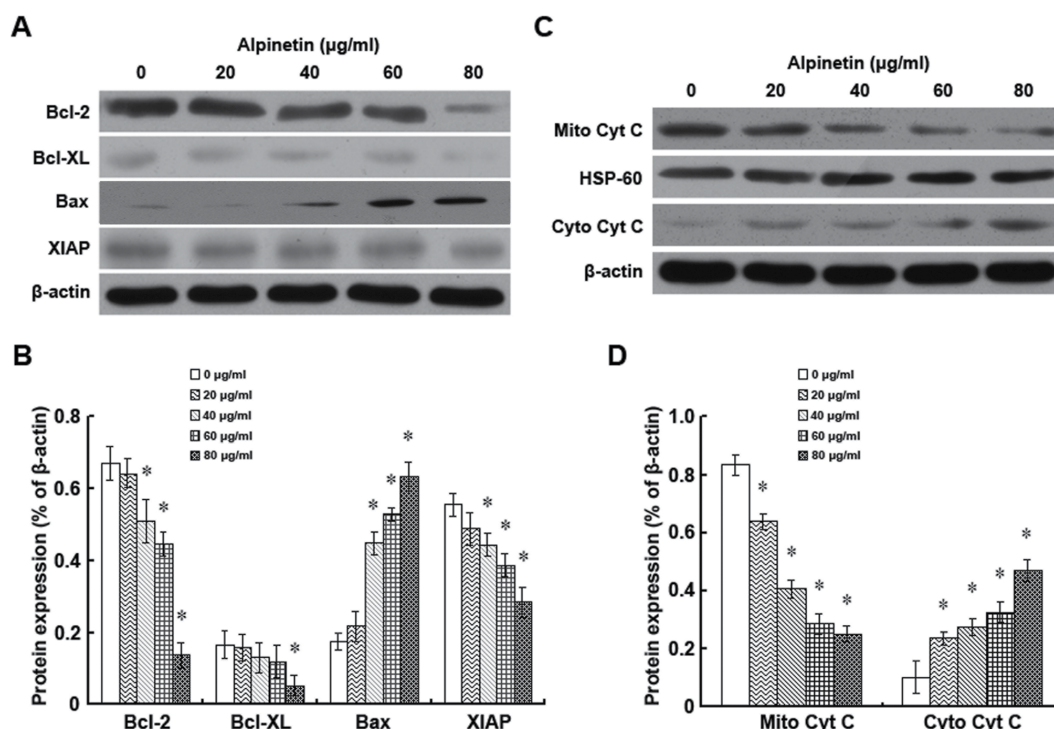 A
Alpinetin (µg/ml)
0 20 40 60 80
Bcl-2
Bcl-XL
Bax
XIAP
β-actin
C
Alpinetin (µg/ml)
0 20 40 60 80
Mito Cyt C
HSP-60
Cyto Cyt C
β-actin
B
Protein expression (% of β-actin)
0.8
0.6
0.4
0.2
0
0 µg/ml
20 µg/ml
40 µg/ml
60 µg/ml
80 µg/ml
* * *
*
* * *
* * *
Bcl-2 Bcl-XL Bax XIAP
D
Protein expression (% of β-actin)
1.0
0.8
0.6
0.4
0.2
0
0 µg/ml
20 µg/ml
40 µg/ml
60 µg/ml
80 µg/ml
* * * *
* * * *
Mito Cyt C Cyto Cyt C